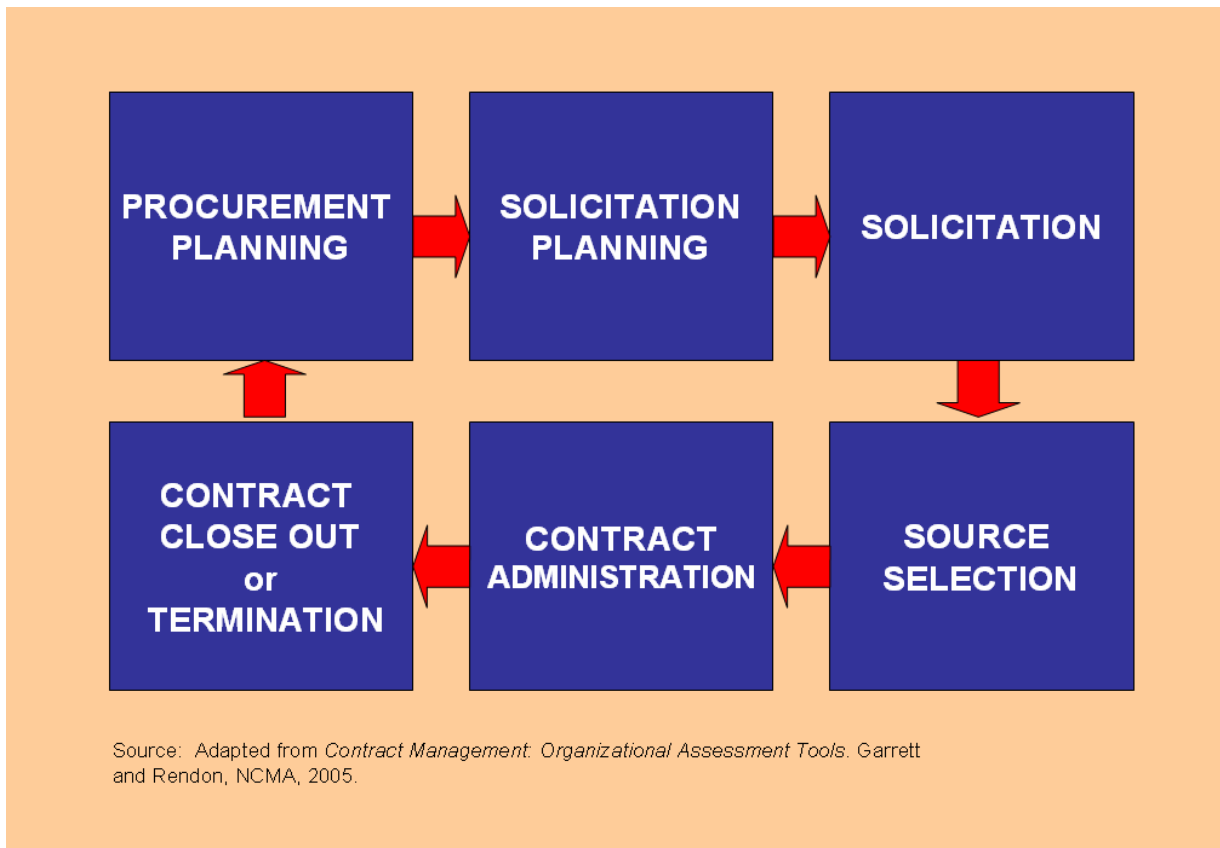 PROCUREMENT
PLANNING
SOLICITATION
PLANNING
SOLICITATION
CONTRACT
CLOSE OUT
or
TERMINATION
CONTRACT
ADMINISTRATION
SOURCE
SELECTION
Source: Adapted from Contract Management: Organizational Assessment Tools. Garrett
and Rendon, NCMA, 2005.